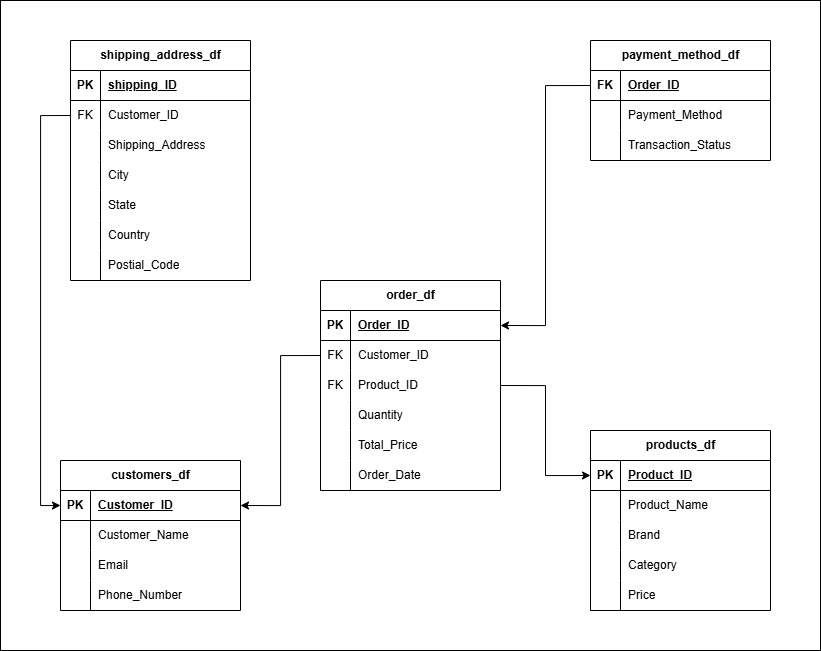 shipping_address_df
PK shipping_ID
FK Customer_ID
Shipping_Address
City
State
Country
Postial_Code
payment_method_df
FK Order_ID
Payment_Method
Transaction_Status
order_df
PK Order_ID
FK Customer_ID
FK Product_ID
Quantity
Total_Price
Order_Date
customers_df
PK Customer_ID
Customer_Name
Email
Phone_Number
products_df
PK Product_ID
Product_Name
Brand
Category
Price